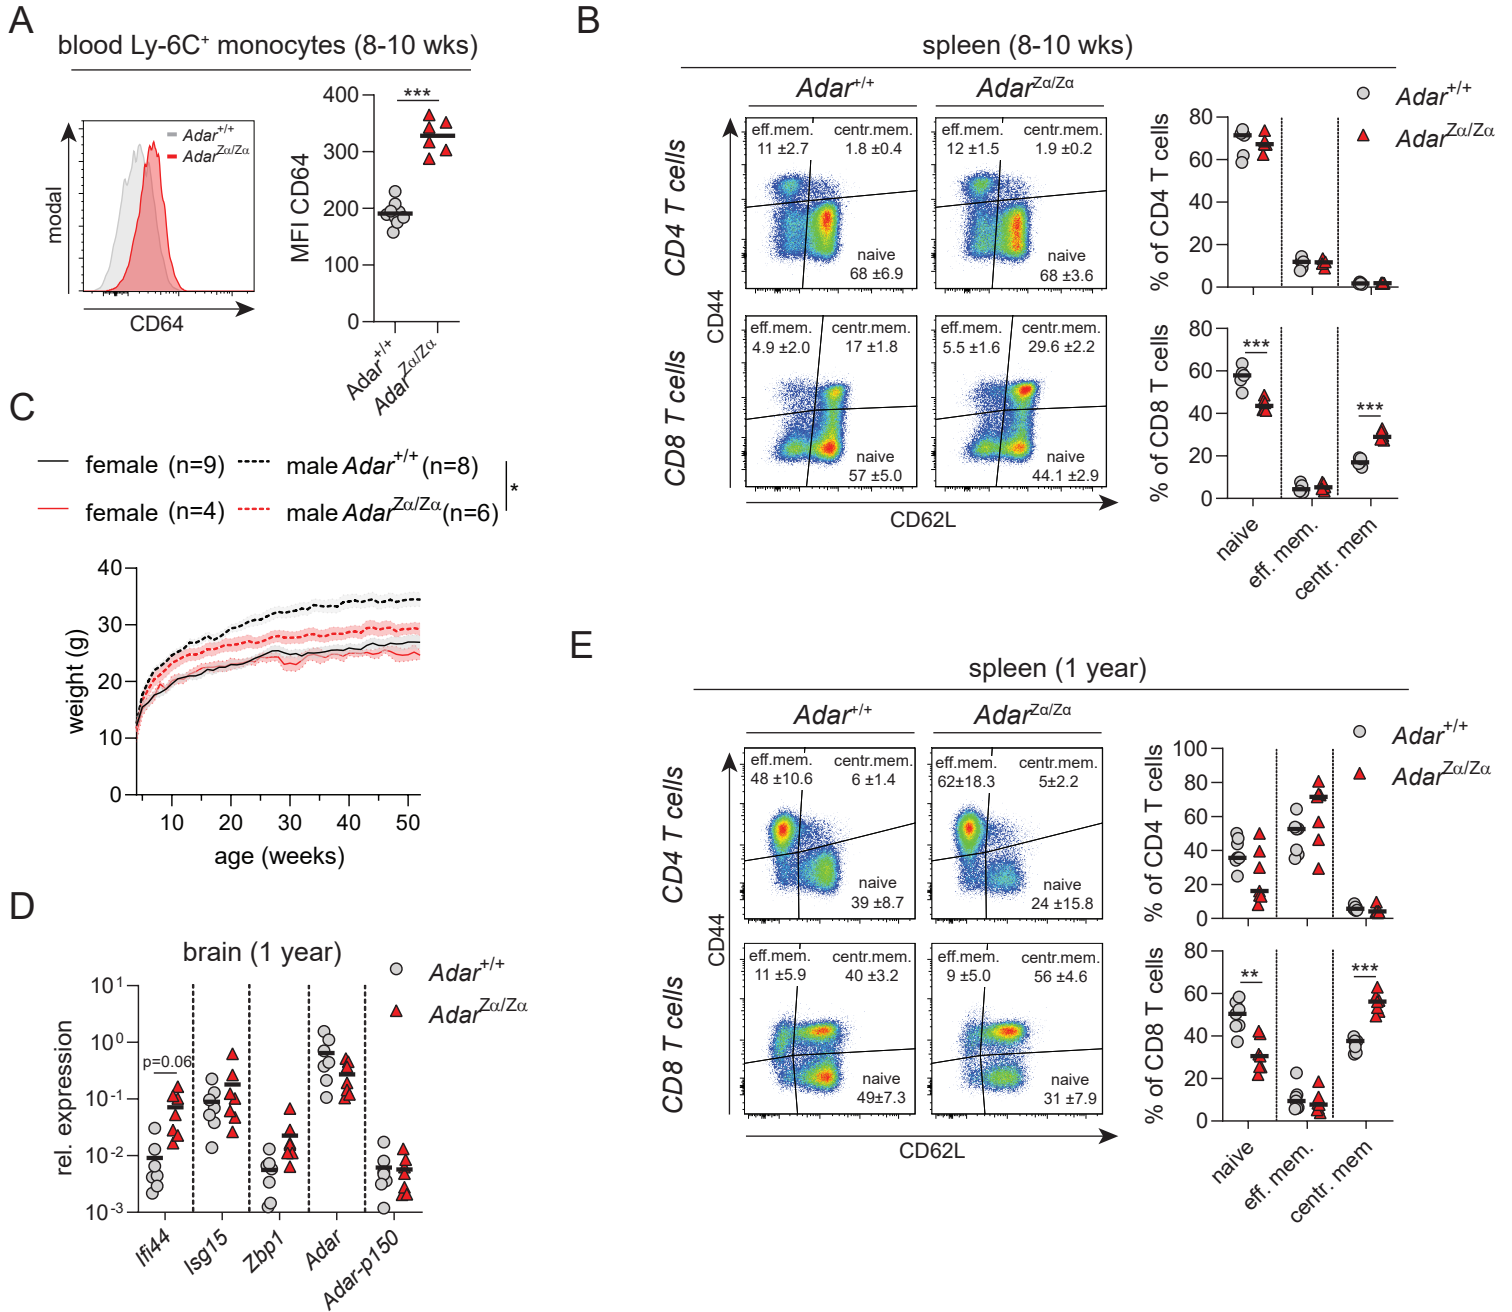 A
blood Ly-6C+ monocytes (8-10 wks)
Adar+/+
AdarZα/Zα
modal
CD64
MFI CD64
400
300
200
100
0
***
Adar+/+
AdarZα/Zα
B
spleen (8-10 wks)
Adar+/+
AdarZα/Zα
CD4 T cells
eff.mem.
11 ±2.7
centr.mem.
1.8 ±0.4
naive
68 ±6.9
eff.mem.
12 ±1.5
centr.mem.
1.9 ±0.2
naive
68 ±3.6
CD8 T cells
eff.mem.
4.9 ±2.0
centr.mem.
17 ±1.8
57 ±5.0
eff.mem.
5.5 ±1.6
centr.mem.
29.6 ±2.2
naive
44.1 ±2.9
CD44
CD62L
Adar+/+
AdarZα/Zα
% of CD4 T cells
80
60
40
20
0
% of CD8 T cells
80
60
40
20
0
***
***
naive
eff. mem.
centr. mem
C
female (n=9)
male Adar+/+ (n=8)
female (n=4)
male AdarZα/Zα(n=6)
*
weight (g)
40
30
20
10
0
10 20 30 40 50
age (weeks)
D
brain (1 year)
Adar+/+
AdarZα/Zα
rel. expression
10^1
10^0
10^-1
10^-2
10^-3
p=0.06
Ifi44
Isg15
Zbp1
Adar
Adar-p150
E
spleen (1 year)
Adar+/+
AdarZα/Zα
CD4 T cells
eff.mem.
48 ±10.6
centr.mem.
6 ±1.4
naive
39 ±8.7
eff.mem.
62±18.3
centr.mem.
5±2.2
naive
24 ±15.8
CD8 T cells
eff.mem.
11 ±5.9
centr.mem.
40 ±3.2
naive
49±7.3
eff.mem.
9 ±5.0
centr.mem.
56 ±4.6
naive
31 ±7.9
CD44
CD62L
Adar+/+
AdarZα/Zα
% of CD4 T cells
100
80
60
40
20
0
% of CD8 T cells
80
60
40
20
0
**
***
naive
eff. mem.
centr. mem